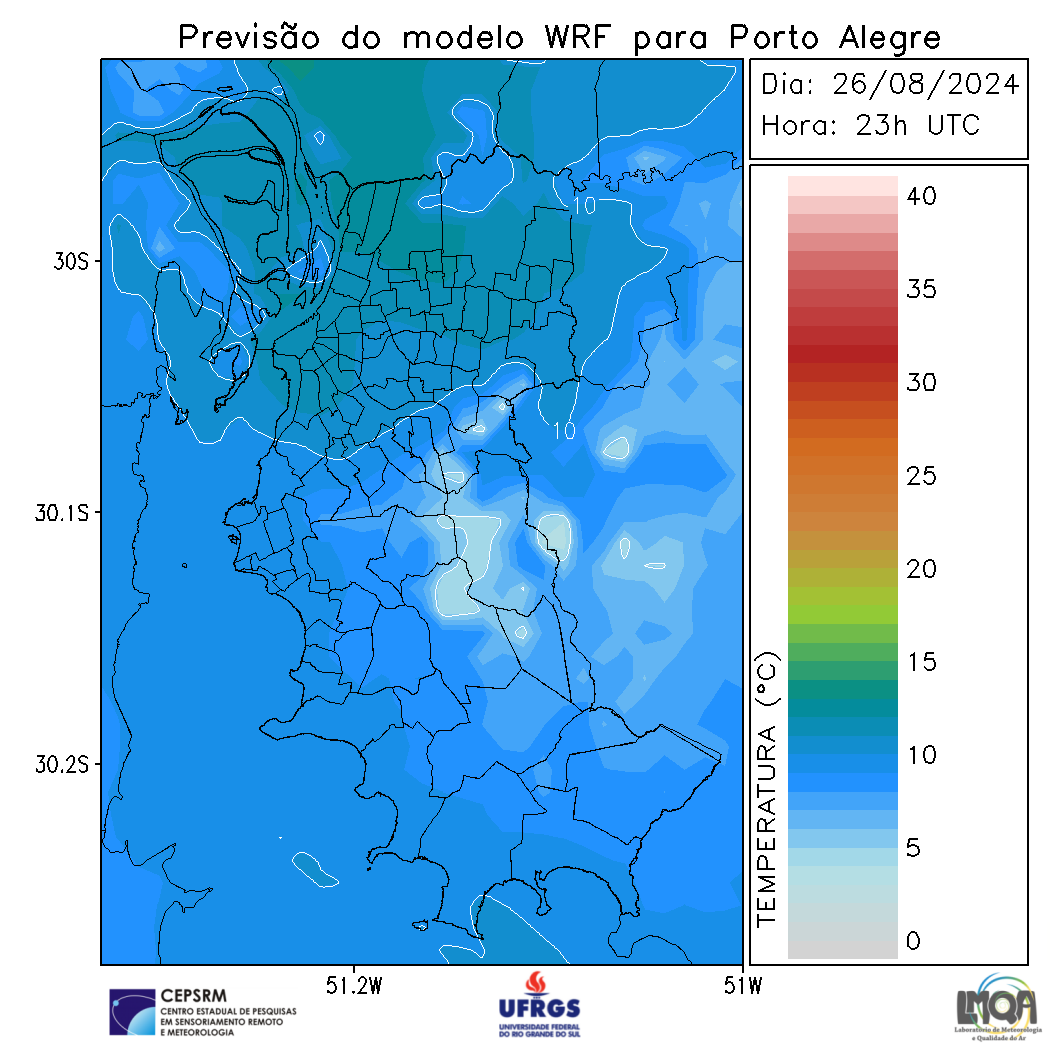 Previsão do modelo WRF para Porto Alegre
Dia: 26/08/2024
Hora: 23h UTC
40
35
30
25
20
15
10
5
0
TEMPERATURA (°C)
30S
30.1S
30.2S
51.2W
51W
10
10
CEPSRM
CENTRO ESTADUAL DE PESQUISAS
EM SENSORIAMENTO REMOTO
E METEOROLOGIA
UFRGS
UNIVERSIDADE FEDERAL
DO RIO GRANDE DO SUL
LMQA
Laboratório de Meteorologia
e Qualidade do Ar